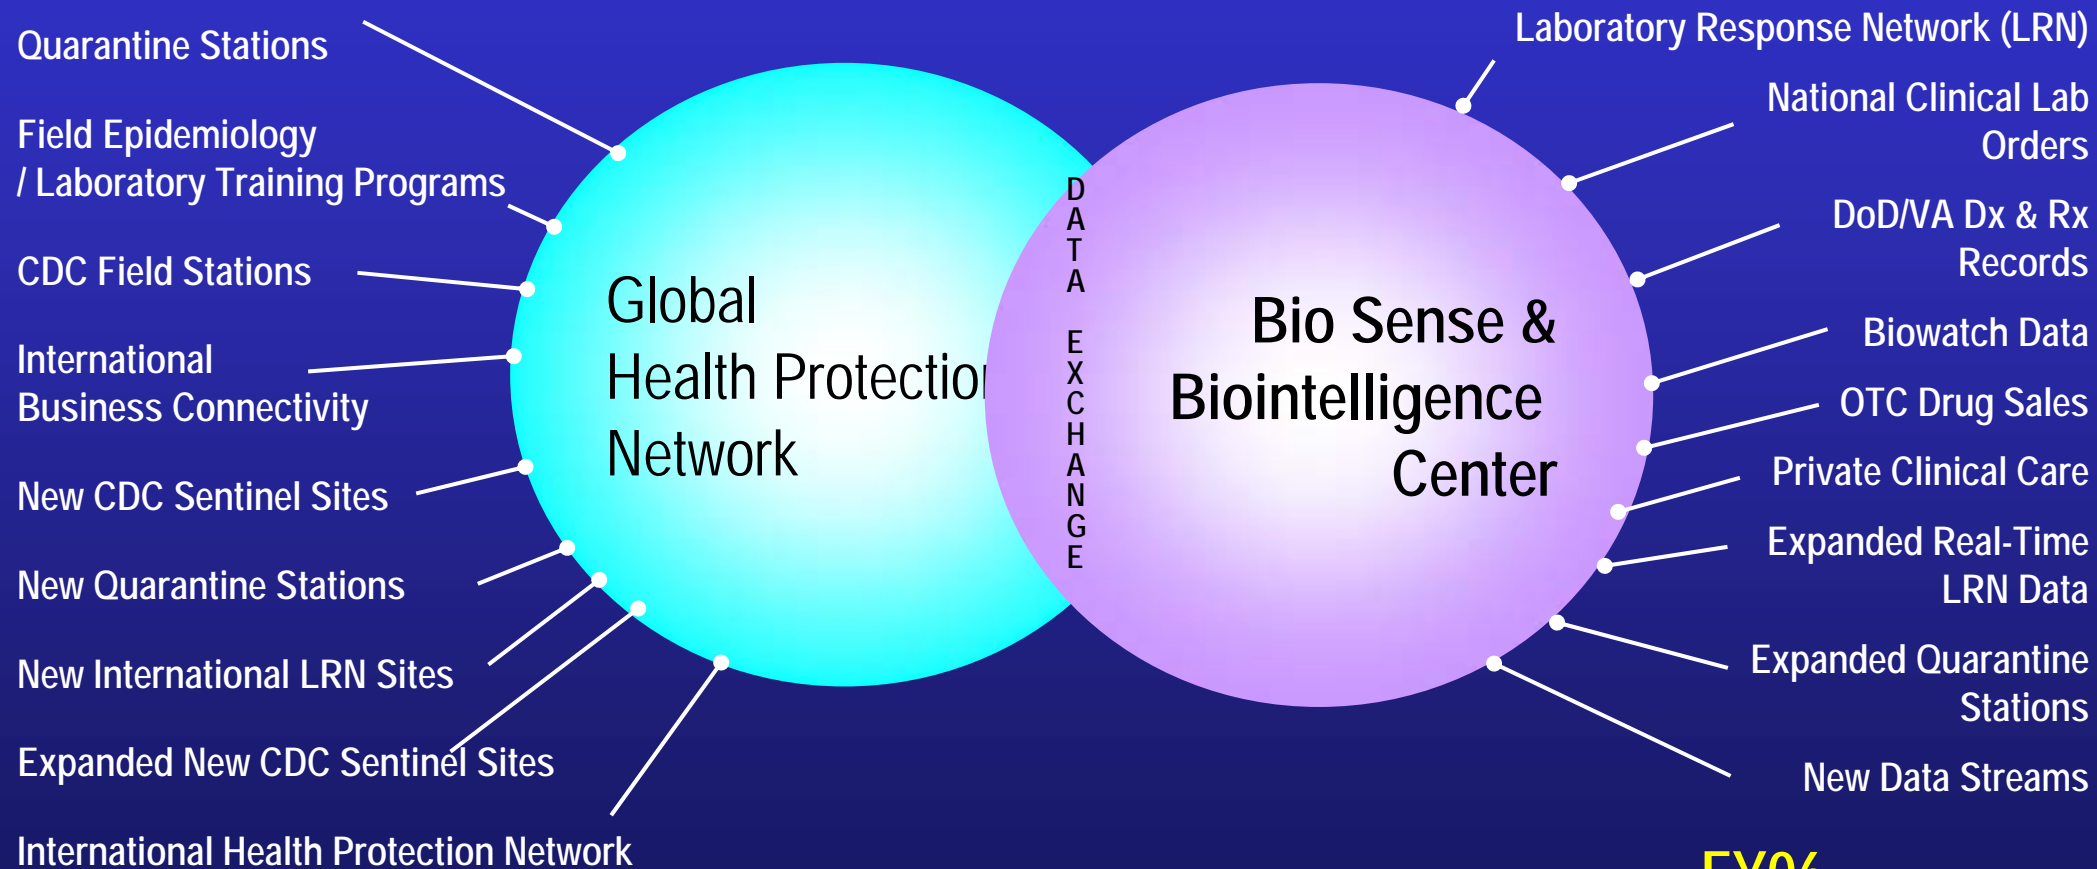 Quarantine Stations
Field Epidemiology
/ Laboratory Training Programs
CDC Field Stations
International
Business Connectivity
New CDC Sentinel Sites
New Quarantine Stations
New International LRN Sites
Expanded New CDC Sentinel Sites
International Health Protection Network
Global
Health Protection
Network
DATA EXCHANGE
Bio Sense &
Biointelligence
Center
Laboratory Response Network (LRN)
National Clinical Lab
Orders
DoD/VA Dx & Rx
Records
Biowatch Data
OTC Drug Sales
Private Clinical Care
Expanded Real-Time
LRN Data
Expanded Quarantine
Stations
New Data Streams